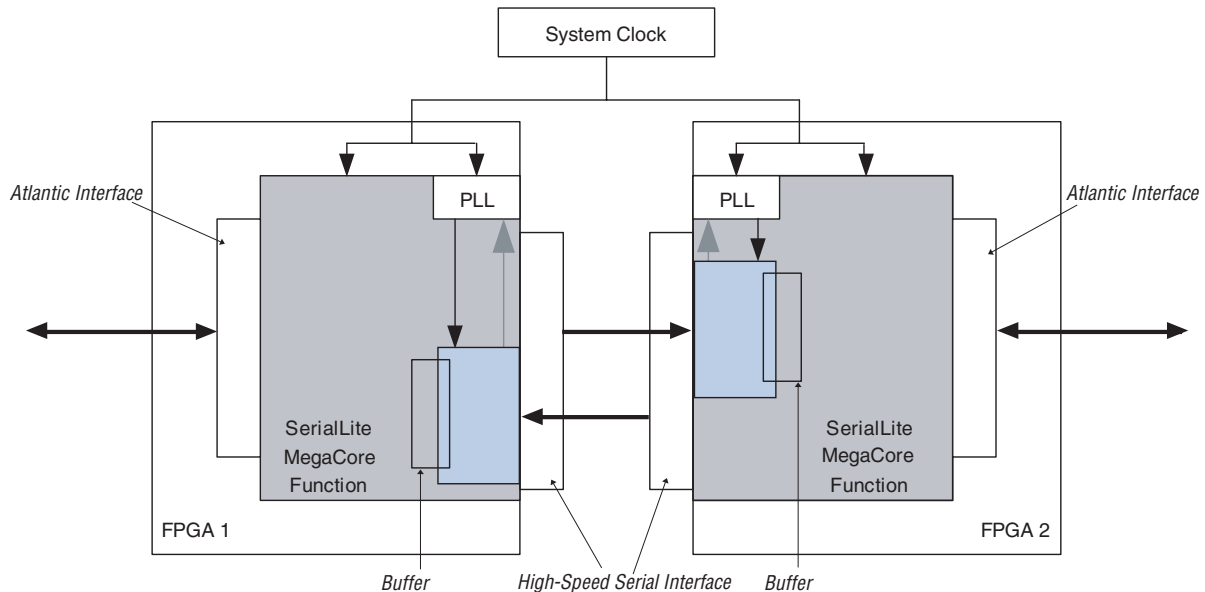 System Clock
Atlantic Interface
PLL
PLL
Atlantic Interface
SerialLite
MegaCore
Function
SerialLite
MegaCore
Function
FPGA 1
FPGA 2
Buffer
High-Speed Serial Interface
Buffer